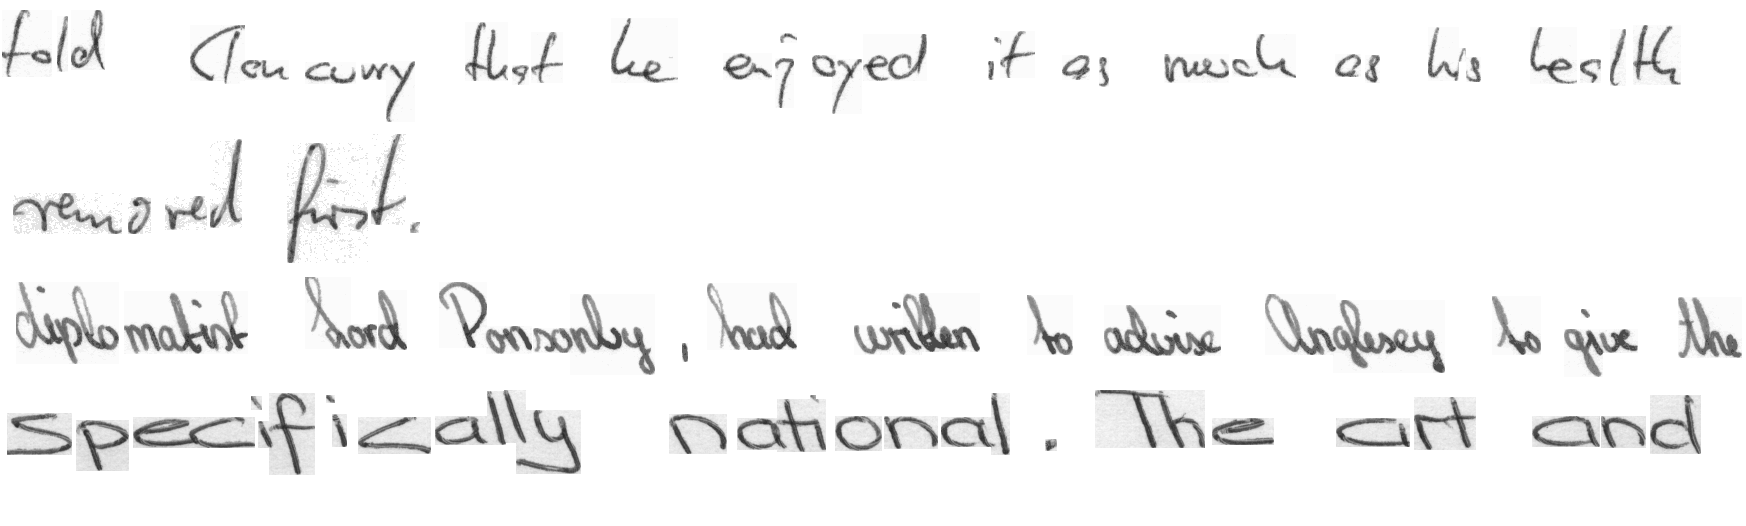 told Cloncurry that he enjoyed it as much as his health
removed first.
diplomatist Lord Ponsonby, had written to advise Anglesey to give the
specifically national. The art and